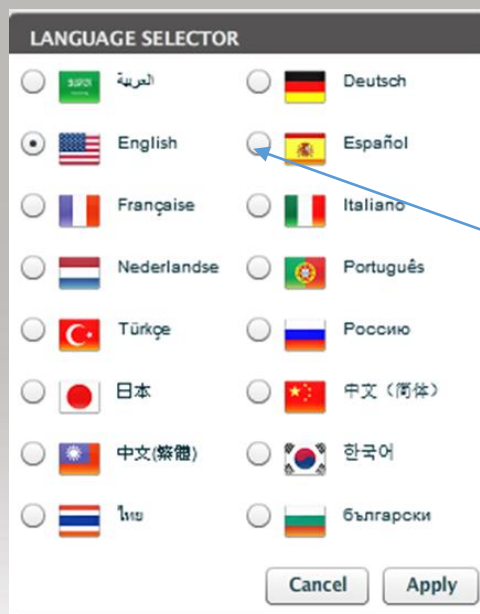 LANGUAGE SELECTOR
العربية
Deutsch
English
Español
Française
Italiano
Nederlandse
Português
Türkçe
Россию
日本
中文（简体）
中文(繁體)
한국어
ไทย
български
Cancel
Apply